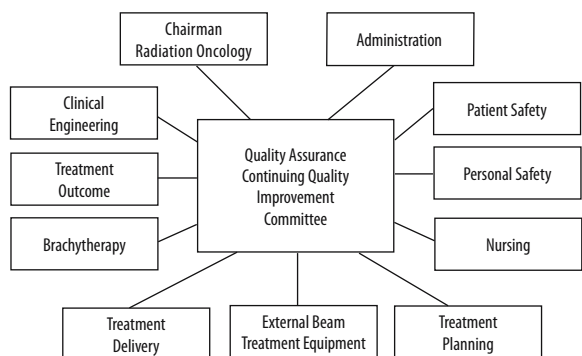 Chairman
Radiation Oncology
Administration
Clinical
Engineering
Patient Safety
Quality Assurance
Continuing Quality
Improvement
Committee
Treatment
Outcome
Personal Safety
Brachytherapy
Nursing
Treatment
Delivery
External Beam
Treatment Equipment
Treatment
Planning